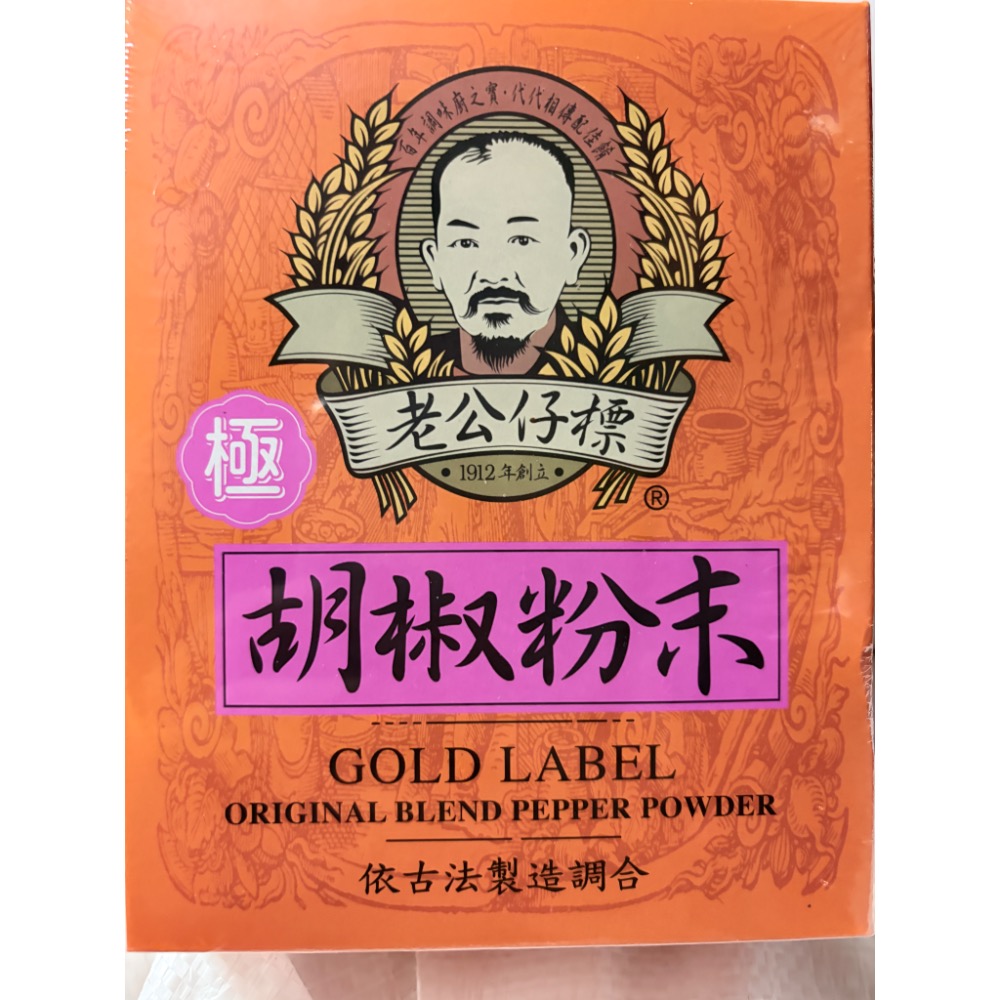 百年調味廚之寶·代代相傳配佳餚
老公仔標
1912年創立
®
極
胡椒粉末
GOLD LABEL
ORIGINAL BLEND PEPPER POWDER
依古法製造調合